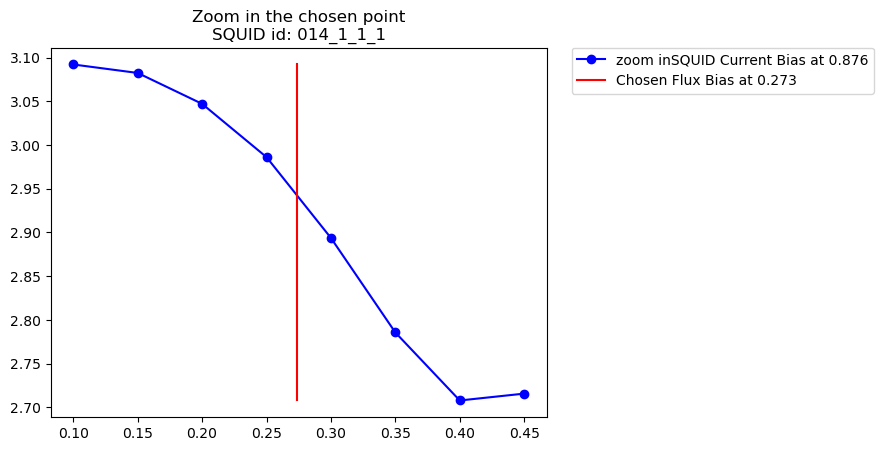 Zoom in the chosen point
SQUID id: 014_1_1_1
zoom inSQUID Current Bias at 0.876
Chosen Flux Bias at 0.273
3.10
3.05
3.00
2.95
2.90
2.85
2.80
2.75
2.70
0.10 0.15 0.20 0.25 0.30 0.35 0.40 0.45